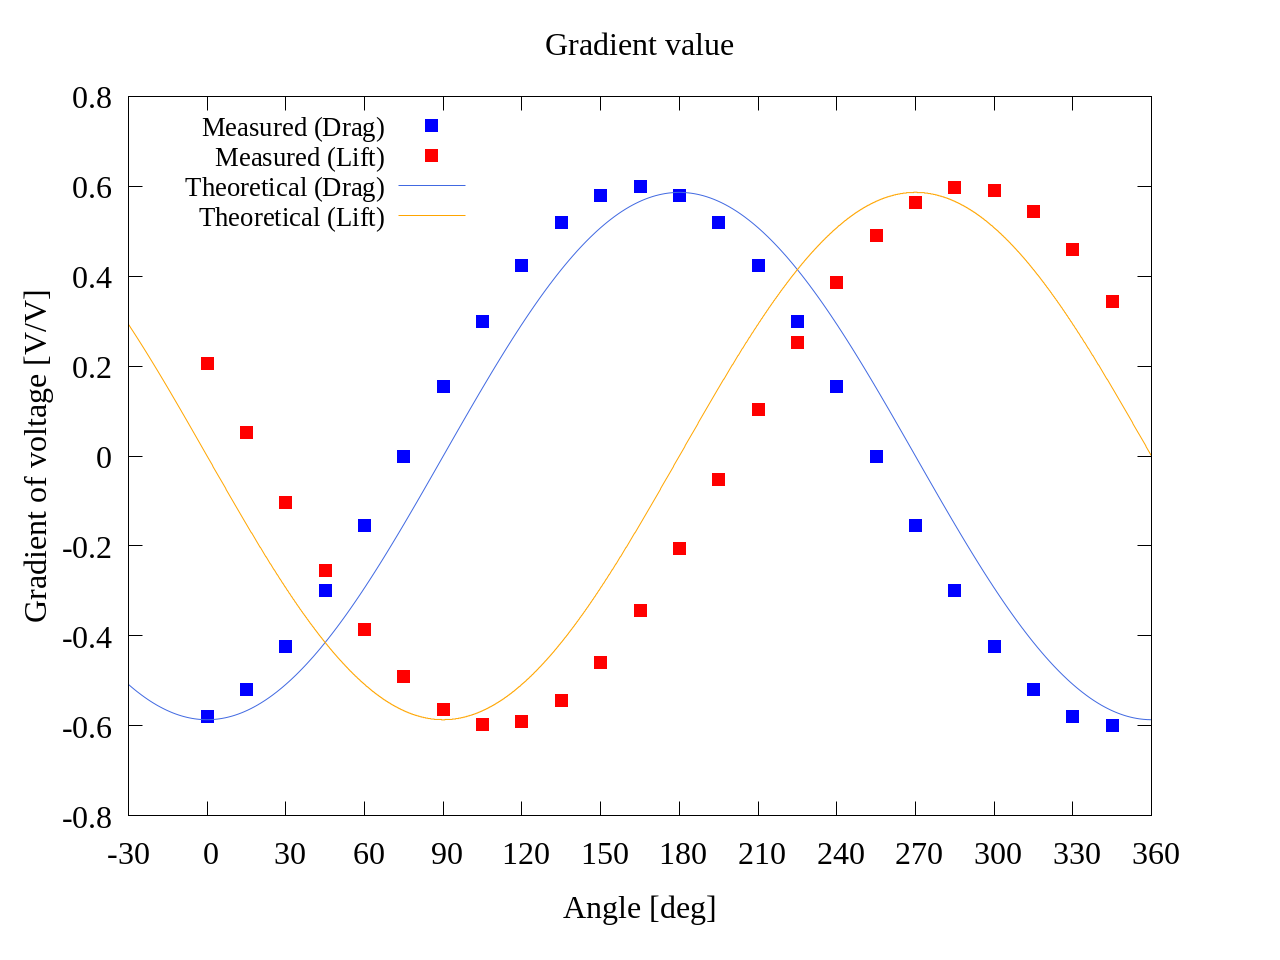 Gradient value
0.8
0.6
0.4
0.2
0
-0.2
-0.4
-0.6
-0.8
Gradient of voltage [V/V]
Measured (Drag)
Measured (Lift)
Theoretical (Drag)
Theoretical (Lift)
-30 0 30 60 90 120 150 180 210 240 270 300 330 360
Angle [deg]